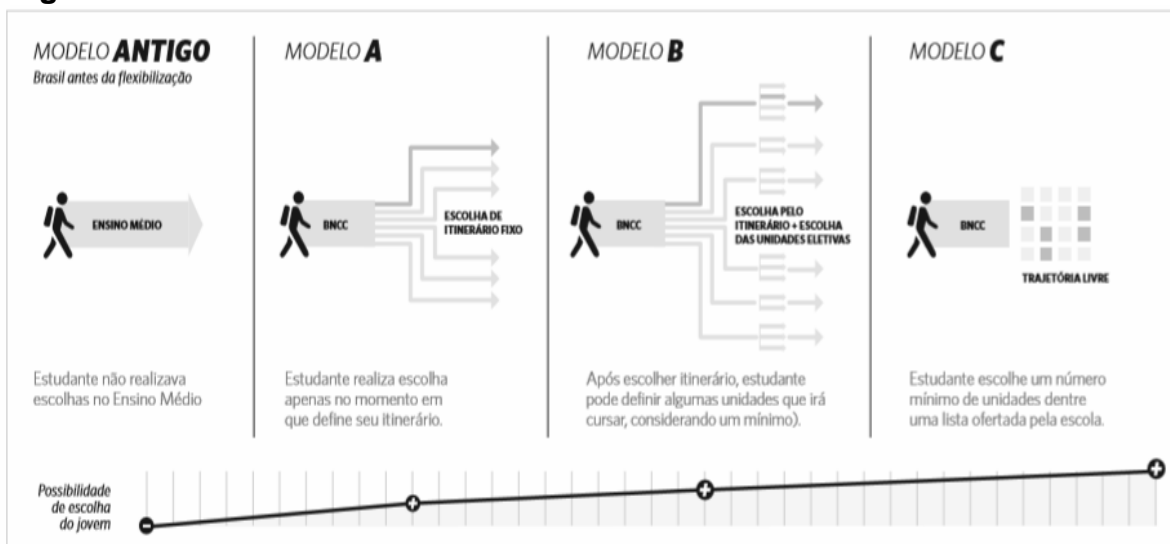 MODELO ANTIGO
Brasil antes da flexibilização
ENSINO MÉDIO
Estudante não realizava
escolhas no Ensino Médio
MODELO A
BNCC
ESCOLHA DE
ITINERÁRIO FIXO
Estudante realiza escolha
apenas no momento em
que define seu itinerário.
MODELO B
BNCC
ESCOLHA PELO
ITINERÁRIO + ESCOLHA
DAS UNIDADES ELETIVAS
Após escolher itinerário, estudante
pode definir algumas unidades que irá
cursar, considerando um mínimo).
MODELO C
BNCC
TRAJETÓRIA LIVRE
Estudante escolhe um número
mínimo de unidades dentre
uma lista ofertada pela escola.
Possibilidade
de escolha
do jovem